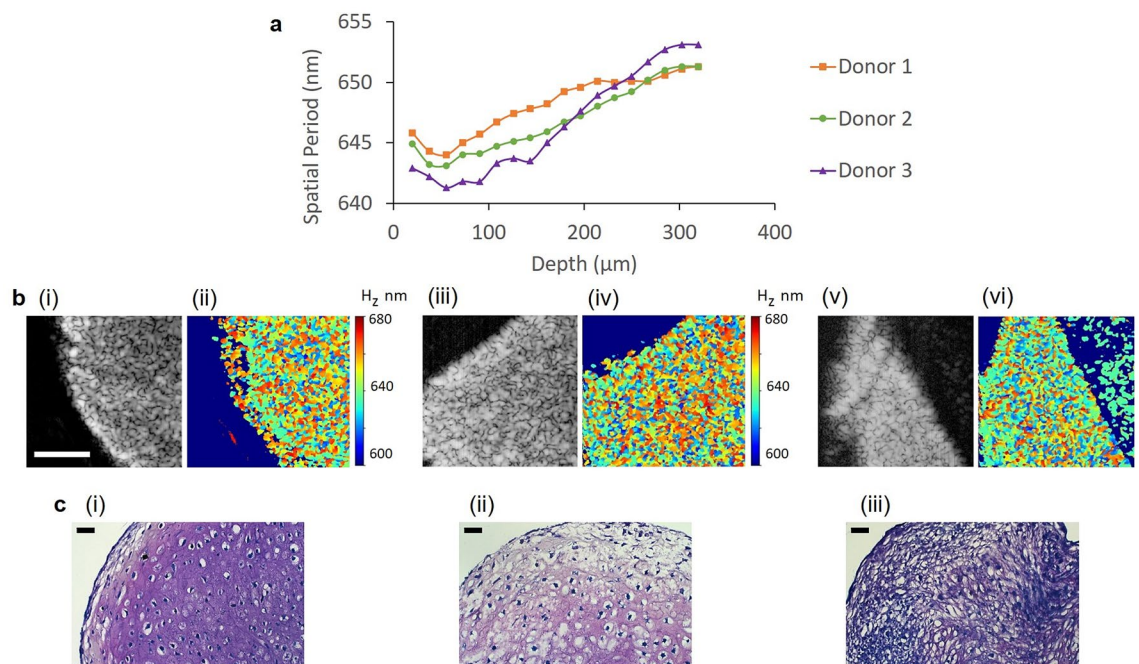 a
655
650
645
640
Spatial Period (nm)
0
100
200
300
400
Depth (µm)
Donor 1
Donor 2
Donor 3
b (i) (ii) Hz nm (iii) (iv) Hz nm (v) (vi)
680 680
640 640
600 600
c (i) (ii) (iii)